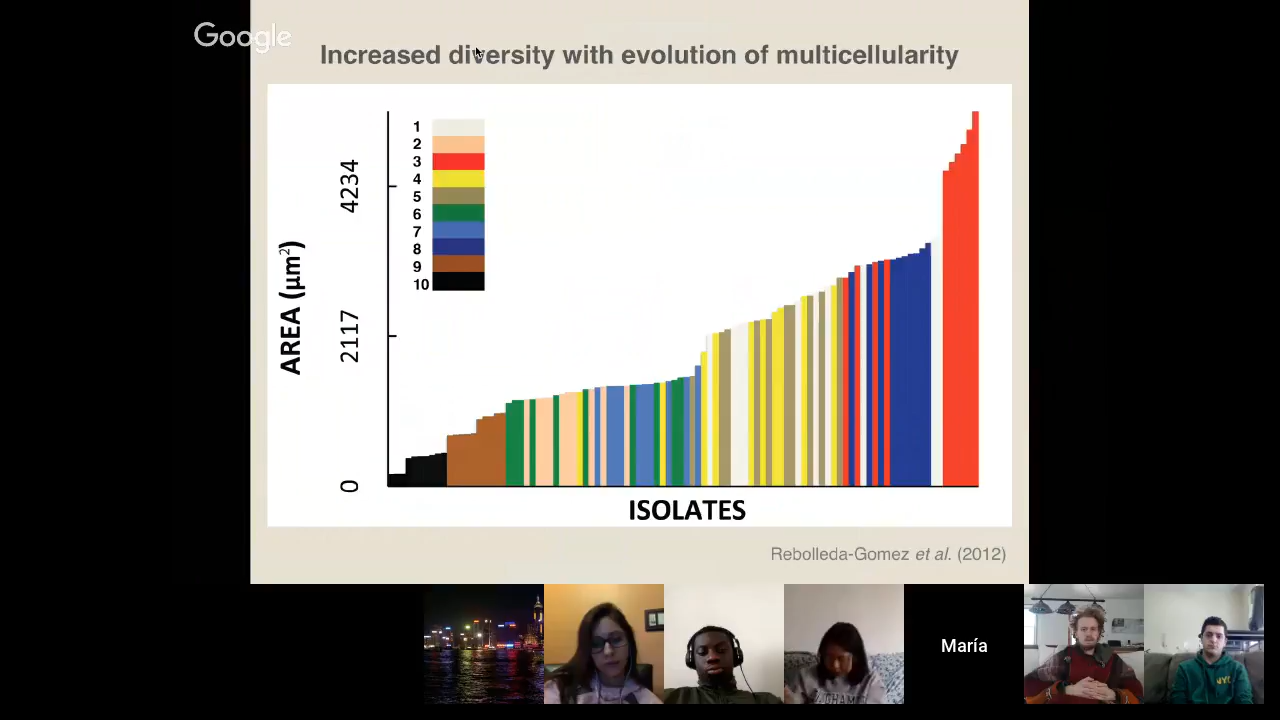 Google
Increased diversity with evolution of multicellularity
1
2
3
4
5
6
7
8
9
10
AREA (µm²)
4234
2117
0
ISOLATES
Rebolleda-Gomez et al. (2012)
María
NYC